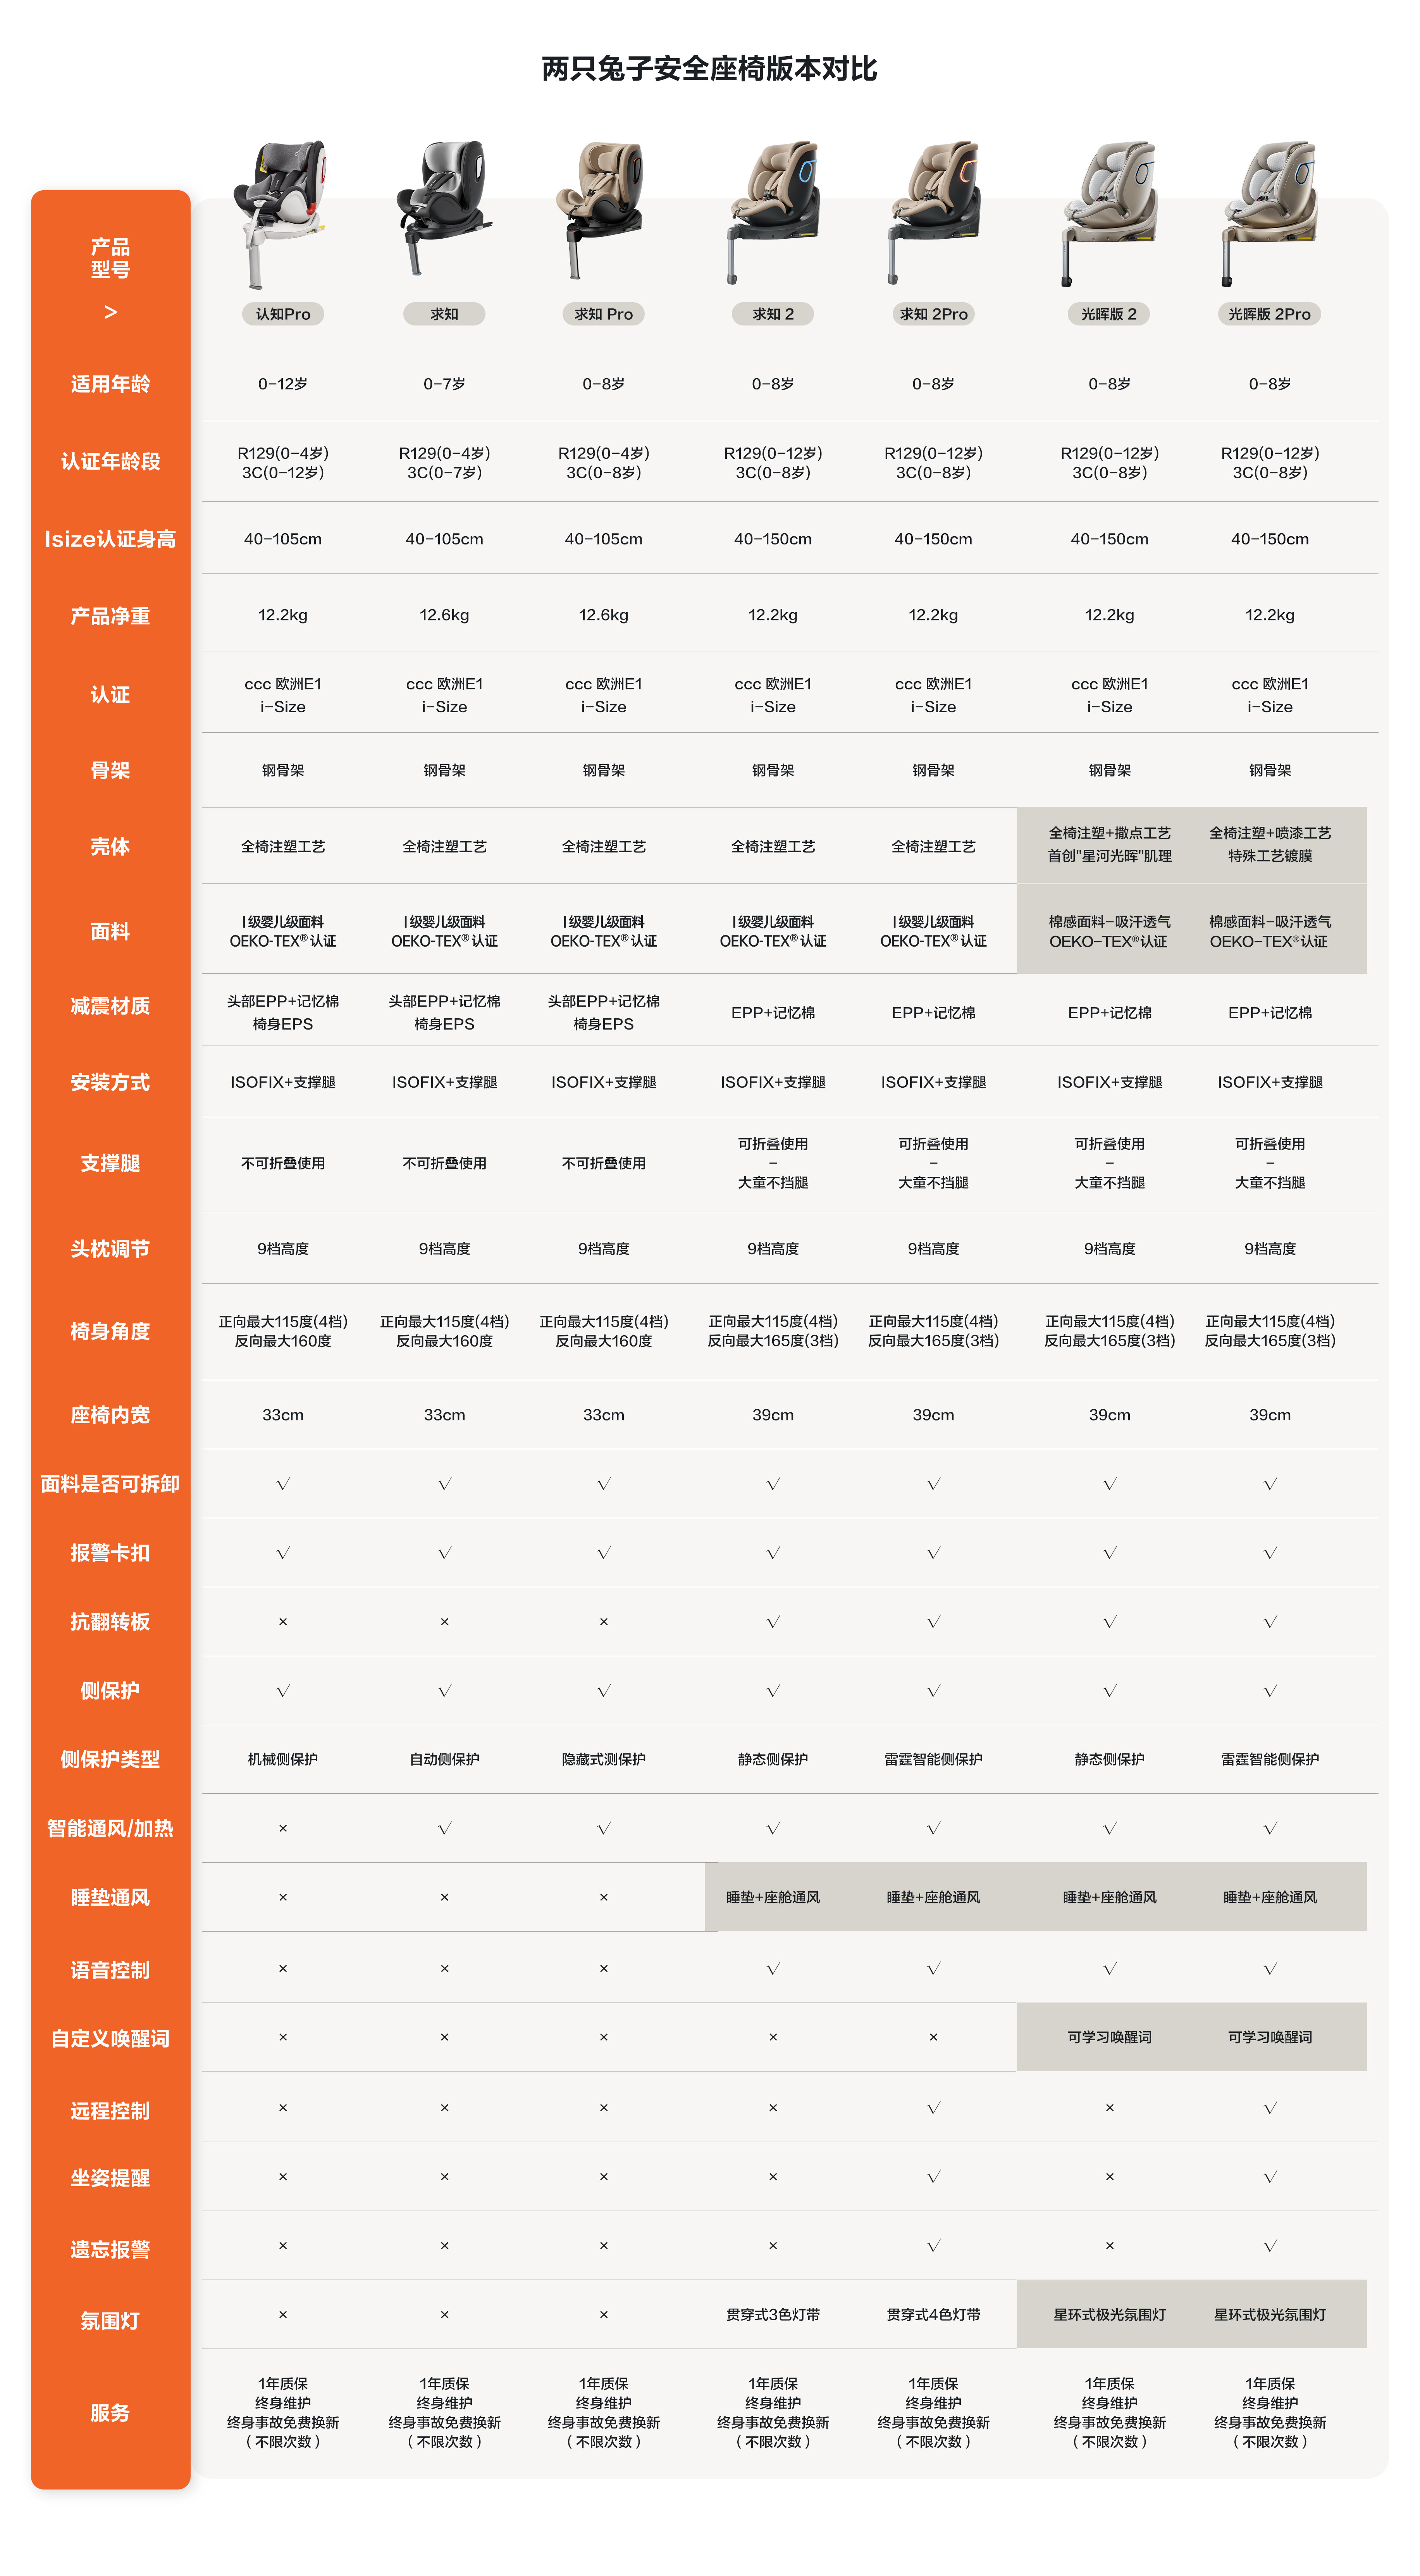 两只兔子安全座椅版本对比
产品
型号
>
认知Pro 求知 求知 Pro 求知 2 求知 2Pro 光晖版 2 光晖版 2Pro
适用年龄 0-12岁 0-7岁 0-8岁 0-8岁 0-8岁 0-8岁 0-8岁
认证年龄段
R129(0-4岁) R129(0-4岁) R129(0-4岁) R129(0-12岁) R129(0-12岁) R129(0-12岁) R129(0-12岁)
3C(0-12岁) 3C(0-7岁) 3C(0-8岁) 3C(0-8岁) 3C(0-8岁) 3C(0-8岁) 3C(0-8岁)
Isize认证身高 40-105cm 40-105cm 40-105cm 40-150cm 40-150cm 40-150cm 40-150cm
产品净重 12.2kg 12.6kg 12.6kg 12.2kg 12.2kg 12.2kg 12.2kg
认证
ccc 欧洲E1 ccc 欧洲E1 ccc 欧洲E1 ccc 欧洲E1 ccc 欧洲E1 ccc 欧洲E1 ccc 欧洲E1
i-Size i-Size i-Size i-Size i-Size i-Size i-Size
骨架 钢骨架 钢骨架 钢骨架 钢骨架 钢骨架 钢骨架 钢骨架
壳体 全椅注塑工艺 全椅注塑工艺 全椅注塑工艺 全椅注塑工艺 全椅注塑工艺
全椅注塑+撒点工艺 全椅注塑+喷漆工艺
首创"星河光晖"肌理 特殊工艺镀膜
面料
I级婴儿级面料 I级婴儿级面料 I级婴儿级面料 I级婴儿级面料 I级婴儿级面料 棉感面料-吸汗透气 棉感面料-吸汗透气
OEKO-TEX®认证 OEKO-TEX®认证 OEKO-TEX®认证 OEKO-TEX®认证 OEKO-TEX®认证 OEKO-TEX®认证 OEKO-TEX®认证
减震材质
头部EPP+记忆棉 头部EPP+记忆棉 头部EPP+记忆棉 EPP+记忆棉 EPP+记忆棉 EPP+记忆棉 EPP+记忆棉
椅身EPS 椅身EPS 椅身EPS
安装方式 ISOFIX+支撑腿 ISOFIX+支撑腿 ISOFIX+支撑腿 ISOFIX+支撑腿 ISOFIX+支撑腿 ISOFIX+支撑腿 ISOFIX+支撑腿
支撑腿 不可折叠使用 不可折叠使用 不可折叠使用
可折叠使用 可折叠使用 可折叠使用 可折叠使用
- - - -
大童不挡腿 大童不挡腿 大童不挡腿 大童不挡腿
头枕调节 9档高度 9档高度 9档高度 9档高度 9档高度 9档高度 9档高度
椅身角度
正向最大115度(4档) 正向最大115度(4档) 正向最大115度(4档) 正向最大115度(4档) 正向最大115度(4档) 正向最大115度(4档) 正向最大115度(4档)
反向最大160度 反向最大160度 反向最大160度 反向最大165度(3档) 反向最大165度(3档) 反向最大165度(3档) 反向最大165度(3档)
座椅内宽 33cm 33cm 33cm 39cm 39cm 39cm 39cm
面料是否可拆卸 √ √ √ √ √ √ √
报警卡扣 √ √ √ √ √ √ √
抗翻转板 × × × √ √ √ √
侧保护 √ √ √ √ √ √ √
侧保护类型 机械侧保护 自动侧保护 隐藏式测保护 静态侧保护 雷霆智能侧保护 静态侧保护 雷霆智能侧保护
智能通风/加热 × √ √ √ √ √ √
睡垫通风 × × × 睡垫+座舱通风 睡垫+座舱通风 睡垫+座舱通风 睡垫+座舱通风
语音控制 × × × √ √ √ √
自定义唤醒词 × × × × × 可学习唤醒词 可学习唤醒词
远程控制 × × × × √ × √
坐姿提醒 × × × × √ × √
遗忘报警 × × × × √ × √
氛围灯 × × × 贯穿式3色灯带 贯穿式4色灯带 星环式极光氛围灯 星环式极光氛围灯
服务
1年质保 1年质保 1年质保 1年质保 1年质保 1年质保 1年质保
终身维护 终身维护 终身维护 终身维护 终身维护 终身维护 终身维护
终身事故免费换新 终身事故免费换新 终身事故免费换新 终身事故免费换新 终身事故免费换新 终身事故免费换新 终身事故免费换新
（不限次数） （不限次数） （不限次数） （不限次数） （不限次数） （不限次数） （不限次数）